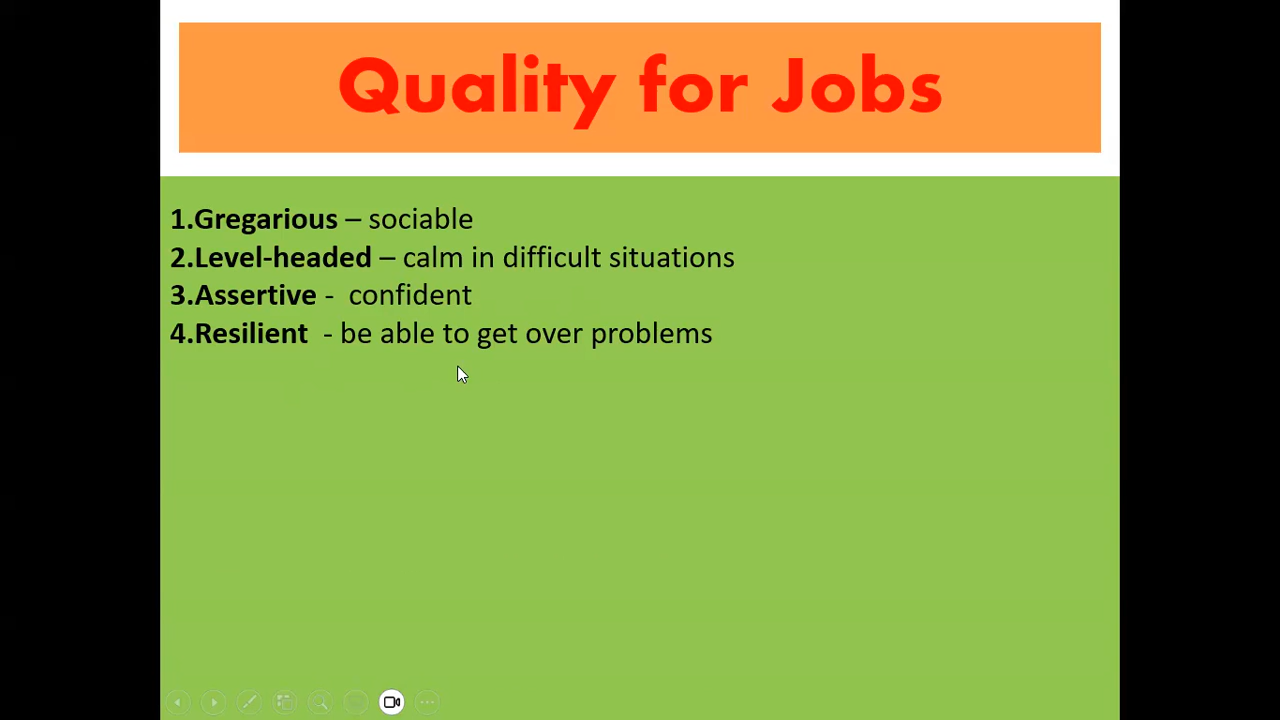 Quality for Jobs
1.Gregarious – sociable
2.Level-headed – calm in difficult situations
3.Assertive -  confident
4.Resilient  - be able to get over problems